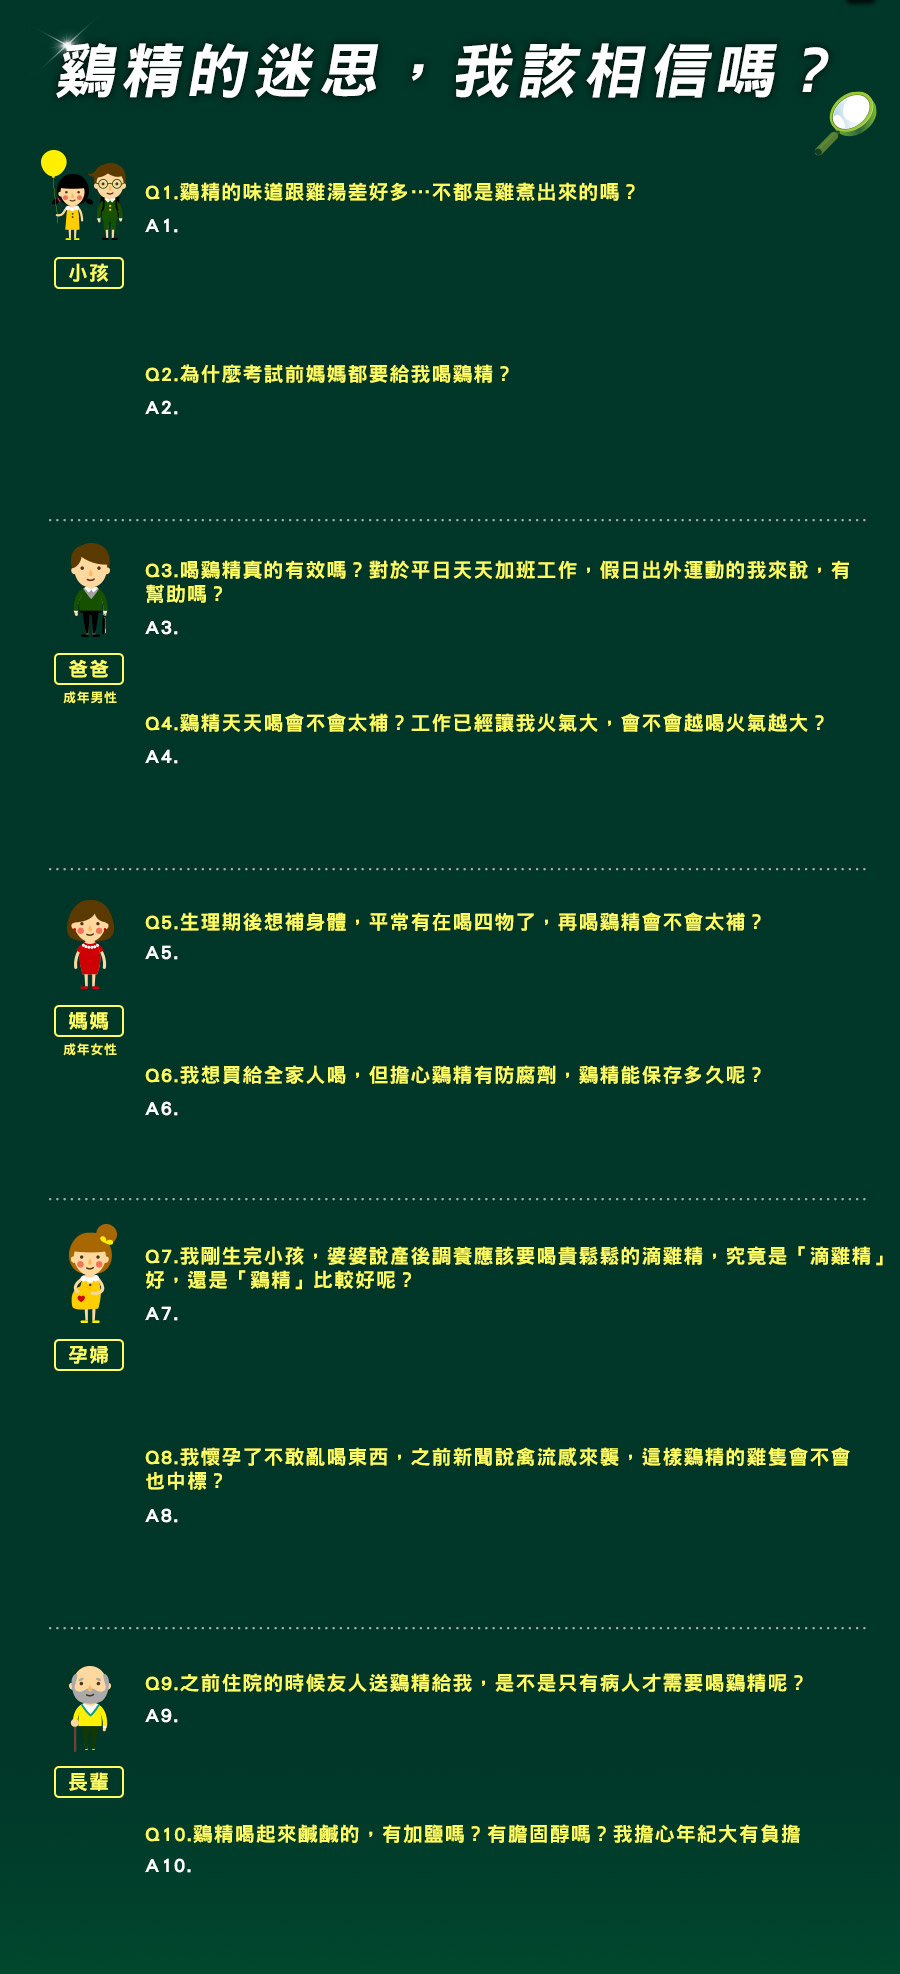 鷄精的迷思，我該相信嗎？
Q1.鷄精的味道跟雞湯差好多…不都是雞煮出來的嗎？
A1.
小孩
Q2.為什麼考試前媽媽都要給我喝鷄精？
A2.
Q3.喝鷄精真的有效嗎？對於平日天天加班工作，假日出外運動的我來說，有
幫助嗎？
A3.
爸爸
成年男性
Q4.鷄精天天喝會不會太補？工作已經讓我火氣大，會不會越喝火氣越大？
A4.
Q5.生理期後想補身體，平常有在喝四物了，再喝鷄精會不會太補？
A5.
媽媽
成年女性
Q6.我想買給全家人喝，但擔心鷄精有防腐劑，鷄精能保存多久呢？
A6.
Q7.我剛生完小孩，婆婆說產後調養應該要喝貴鬆鬆的滴雞精，究竟是「滴雞精」
好，還是「鷄精」比較好呢？
A7.
孕婦
Q8.我懷孕了不敢亂喝東西，之前新聞說禽流感來襲，這樣鷄精的雞隻會不會
也中標？
A8.
Q9.之前住院的時候友人送鷄精給我，是不是只有病人才需要喝鷄精呢？
A9.
長輩
Q10.鷄精喝起來鹹鹹的，有加鹽嗎？有膽固醇嗎？我擔心年紀大有負擔
A10.